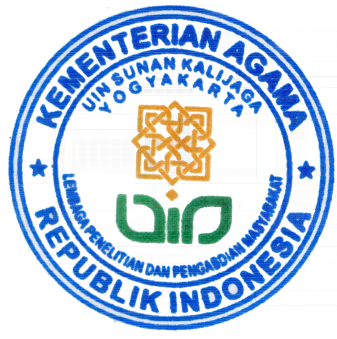 KEMENTERIAN AGAMA
UIN SUNAN KALIJAGA
YOGYAKARTA
uin
LEMBAGA PENELITIAN DAN PENGABDIAN MASYARAKAT
REPUBLIK INDONESIA